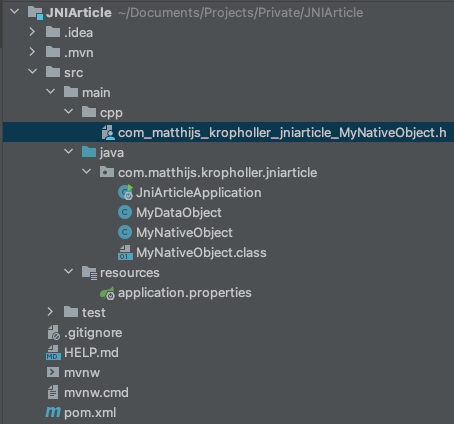 JNIArticle ~/Documents/Projects/Private/JNIArticle
.idea
.mvn
src
main
cpp
com_matthijs_kropholler_jniarticle_MyNativeObject.h
java
com.matthijs.kropholler.jniarticle
JniArticleApplication
MyDataObject
MyNativeObject
MyNativeObject.class
resources
application.properties
test
.gitignore
HELP.md
mvnw
mvnw.cmd
pom.xml